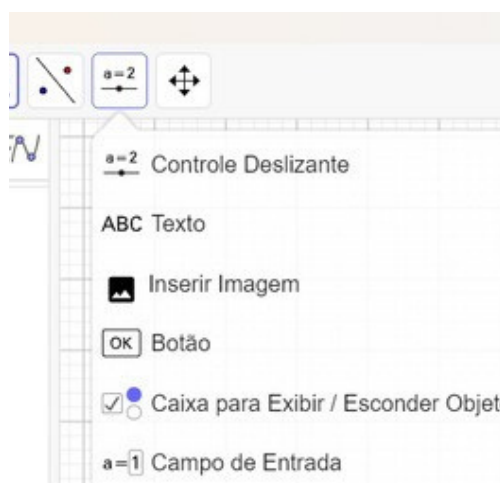 a=2
a=2 Controle Deslizante
ABC Texto
Inserir Imagem
OK Botão
Caixa para Exibir / Esconder Objet
a=1 Campo de Entrada